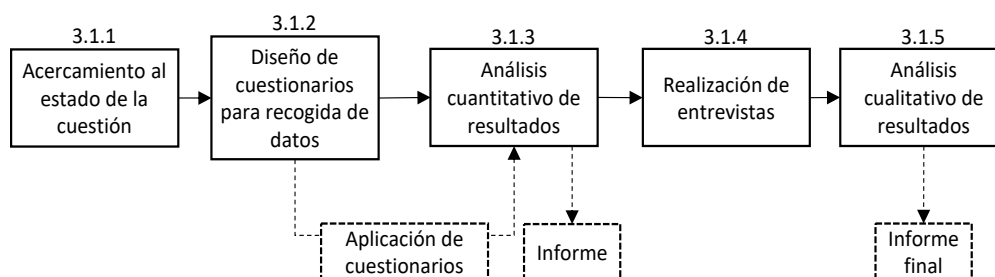 3.1.1
Acercamiento al
estado de la
cuestión
3.1.2
Diseño de
cuestionarios
para recogida de
datos
3.1.3
Análisis
cuantitativo de
resultados
3.1.4
Realización de
entrevistas
3.1.5
Análisis
cualitativo de
resultados
Aplicación de
cuestionarios
Informe
Informe
final